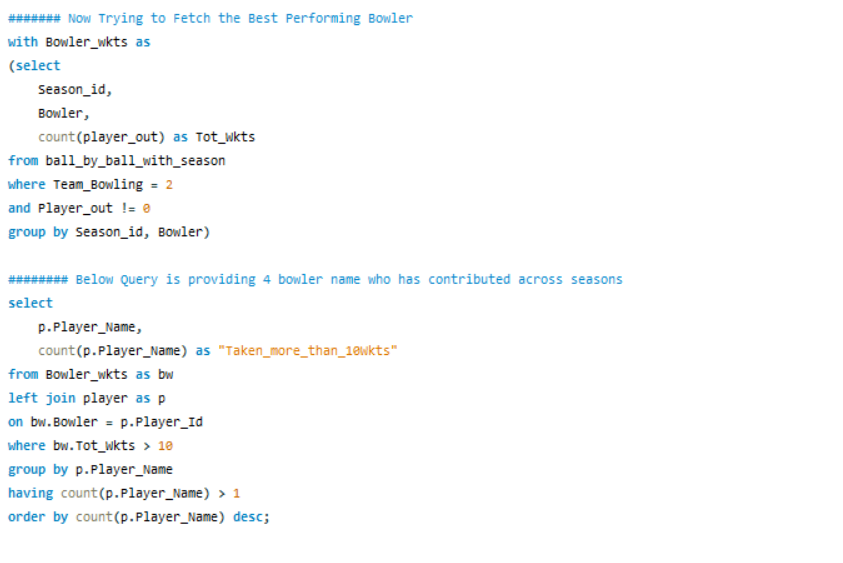 ####### Now Trying to Fetch the Best Performing Bowler
with Bowler_wkts as
(select
    Season_id,
    Bowler,
    count(player_out) as Tot_Wkts
from ball_by_ball_with_season
where Team_Bowling = 2
and Player_out != 0
group by Season_id, Bowler)

######## Below Query is providing 4 bowler name who has contributed across seasons
select
    p.Player_Name,
    count(p.Player_Name) as "Taken_more_than_10Wkts"
from Bowler_wkts as bw
left join player as p
on bw.Bowler = p.Player_Id
where bw.Tot_Wkts > 10
group by p.Player_Name
having count(p.Player_Name) > 1
order by count(p.Player_Name) desc;